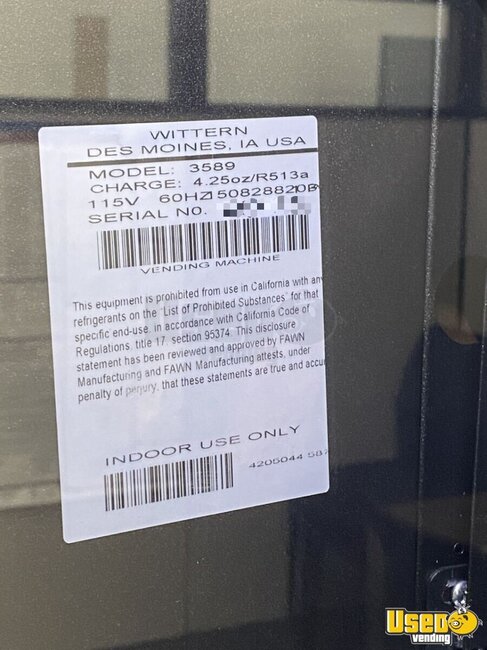 WITTERN
DES MOINES, IA USA
MODEL: 3589
CHARGE: 4.25oz/R513a
115V 60HZ
SERIAL NO.
VENDING MACHINE
This equipment is prohibited from use in California with any
refrigerants on the "List of Prohibited Substances" for that
specific end-use, in accordance with California Code of
Regulations, title 17, section 95374. This disclosure
statement has been reviewed and approved by FAWN
Manufacturing and FAWN Manufacturing attests, under
penalty of perjury, that these statements are true and accu
INDOOR USE ONLY
4205044
Used
vending